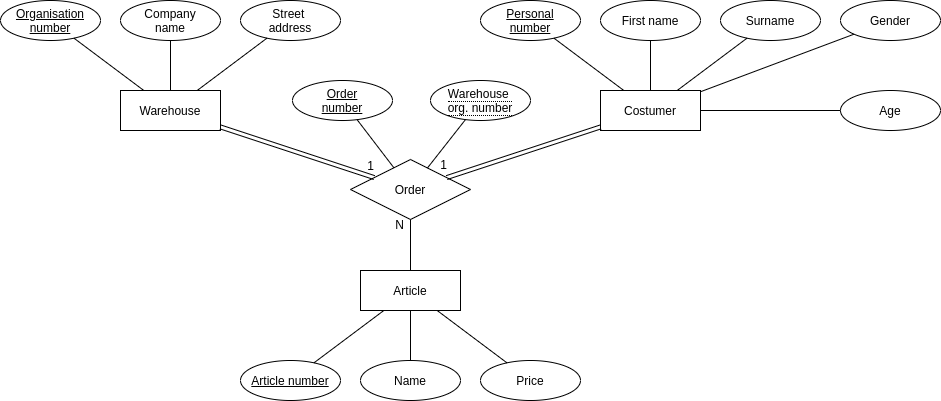 Organisation
number
Company
name
Street
address
Personal
number
First name
Surname
Gender
Order
number
Warehouse
org. number
Warehouse
Costumer
Age
1
1
Order
N
Article
Article number
Name
Price